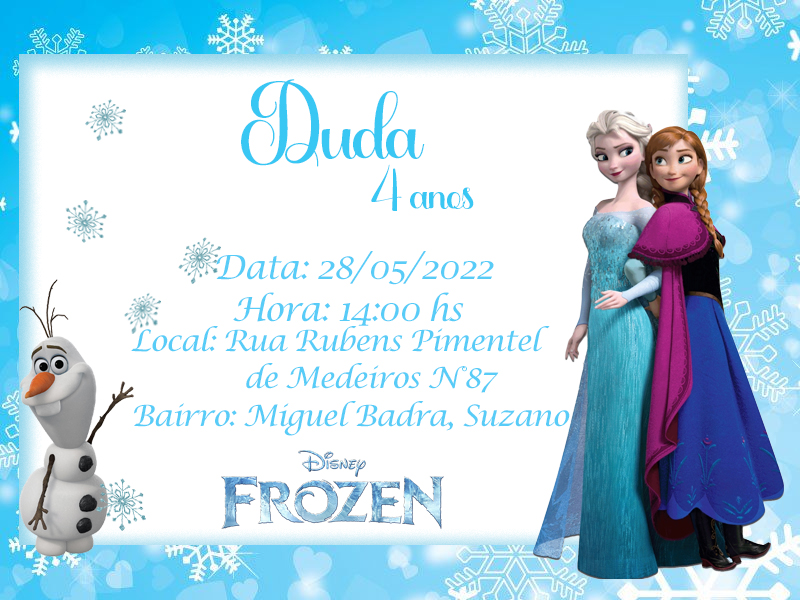 Duda
4 anos
Data: 28/05/2022
Hora: 14:00 hs
Local: Rua Rubens Pimentel
de Medeiros N°87
Bairro: Miguel Badra, Suzano
Disney
FROZEN